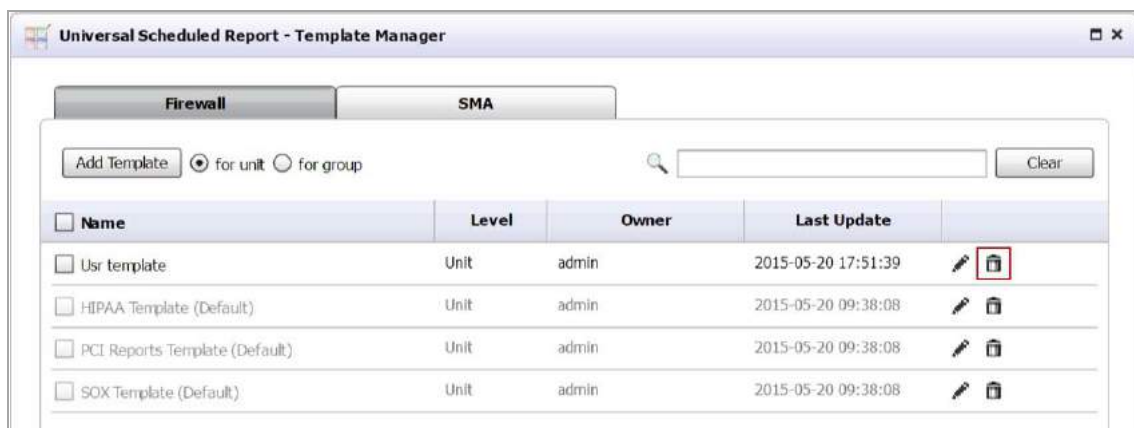 Universal Scheduled Report - Template Manager
Firewall SMA
Add Template for unit for group Clear
Name Level Owner Last Update
Usr template Unit admin 2015-05-20 17:51:39
HIPAA Template (Default) Unit admin 2015-05-20 09:38:08
PCI Reports Template (Default) Unit admin 2015-05-20 09:38:08
SOX Template (Default) Unit admin 2015-05-20 09:38:08